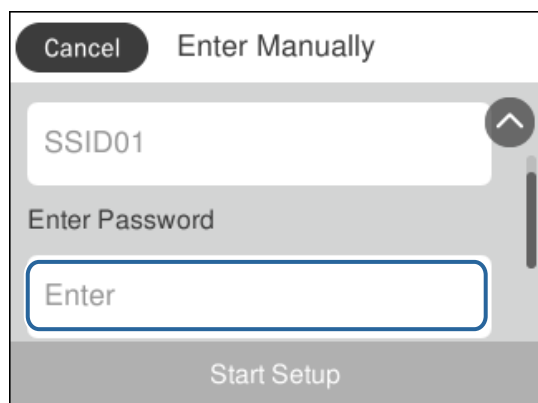 Cancel Enter Manually
SSID01
Enter Password
Enter
Start Setup